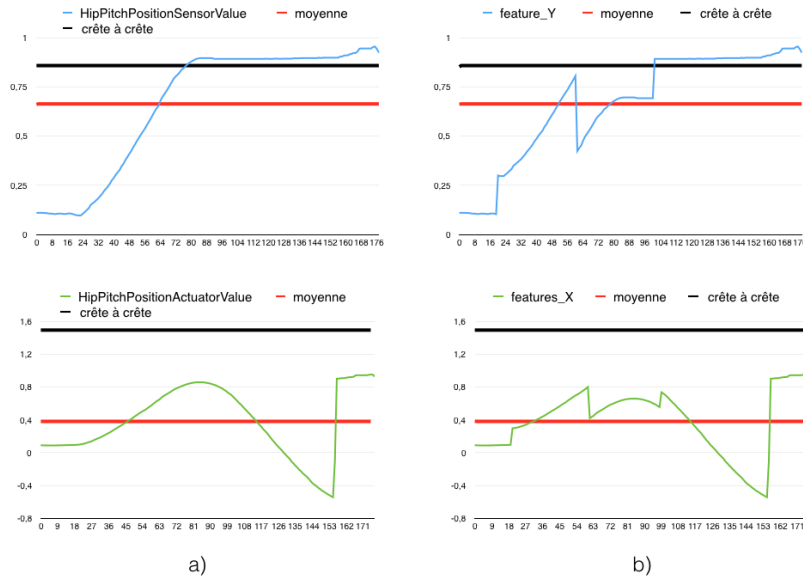 HipPitchPositionSensorValue moyenne
crête à crête
1
0,75
0,5
0,25
0
0 8 16 24 32 40 48 56 64 72 80 88 96 104 112 120 128 136 144 152 160 168 176
feature_Y moyenne crête à crête
1
0,75
0,5
0,25
0
0 8 16 24 32 40 48 56 64 72 80 88 96 104 112 120 128 136 144 152 160 168 176
HipPitchPositionActuatorValue moyenne
crête à crête
1,6
1,2
0,8
0,4
0
-0,4
-0,8
0 9 18 27 36 45 54 63 72 81 90 99 108 117 126 135 144 153 162 171
features_X moyenne crête à crête
1,6
1,2
0,8
0,4
0
-0,4
-0,8
0 9 18 27 36 45 54 63 72 81 90 99 108 117 126 135 144 153 162 171
a) b)